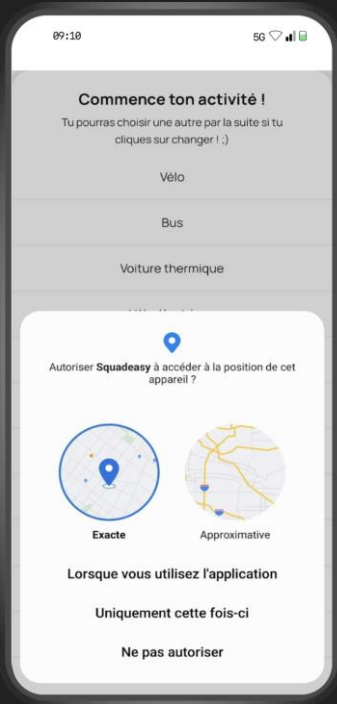 09:10
5G
Commence ton activité !
Tu pourras choisir une autre par la suite si tu
cliques sur changer ! ;)
Vélo
Bus
Voiture thermique
Autoriser Squadeasy à accéder à la position de cet
appareil ?
Exacte
Approximative
Lorsque vous utilisez l'application
Uniquement cette fois-ci
Ne pas autoriser